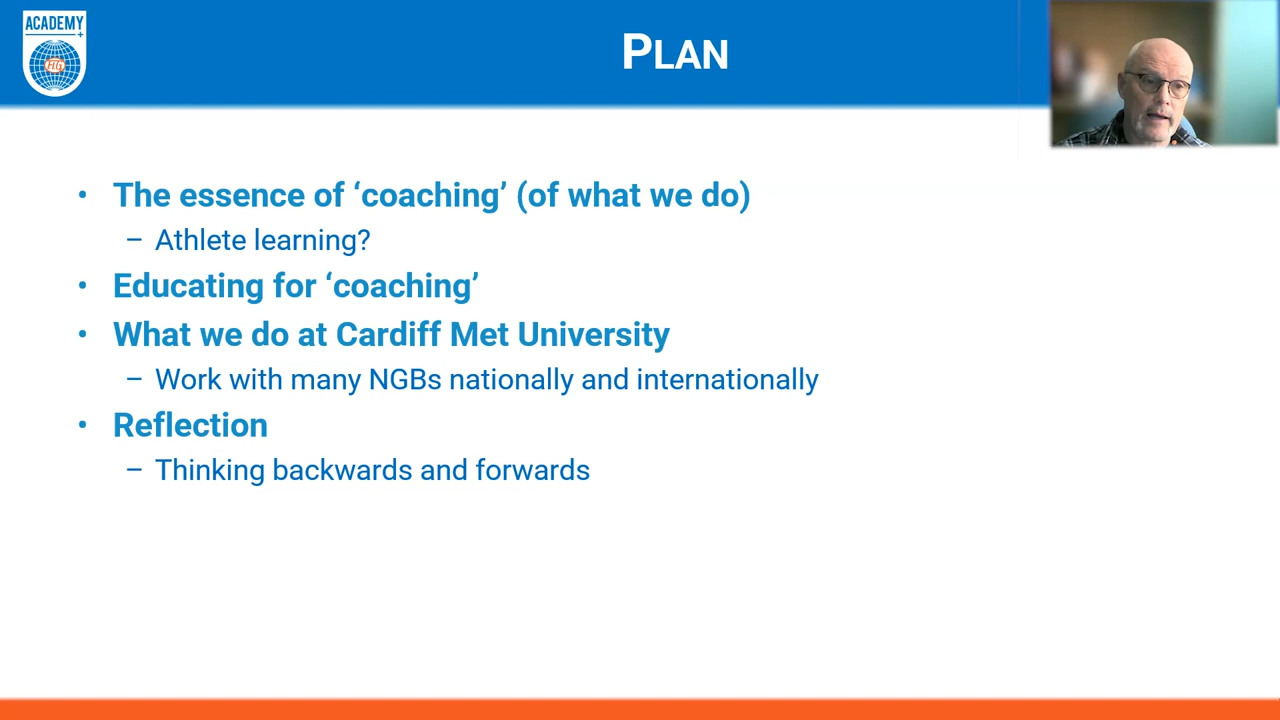 ACADEMY
+
FIG
PLAN
• The essence of ‘coaching’ (of what we do)
– Athlete learning?
• Educating for ‘coaching’
• What we do at Cardiff Met University
– Work with many NGBs nationally and internationally
• Reflection
– Thinking backwards and forwards